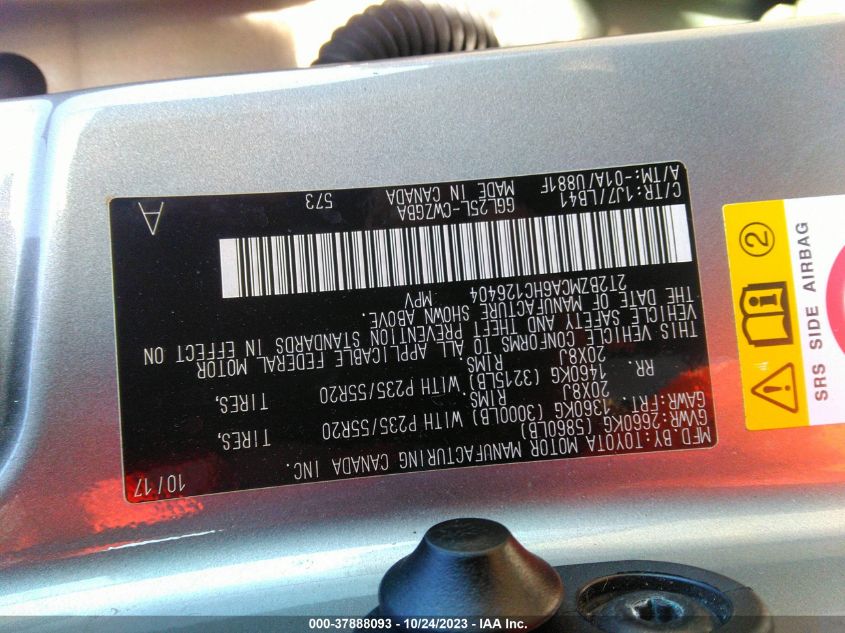 MFD.BY:TOYOTA MOTOR MANUFACTURING CANADA INC. 10/17
GVWR:2660KG (5860LB)
GAWR:FRT. 1360KG (3000LB) WITH P235/55R20 TIRES,
20X8J RIMS
RR. 1460KG (3215LB) WITH P235/55R20 TIRES,
20X8J RIMS
THIS VEHICLE CONFORMS TO ALL APPLICABLE FEDERAL MOTOR
VEHICLE SAFETY AND THEFT PREVENTION STANDARDS IN EFFECT ON
THE DATE OF MANUFACTURE SHOWN ABOVE.
2T2BZMCA6HC126404 MPV
C/TR:1J7/LB41 GGL25L-CWZGBA
A/TM:-01A/U881F MADE IN CANADA 573
A
2
SRS SIDE AIRBAG
000-37888093 - 10/24/2023 - IAA Inc.